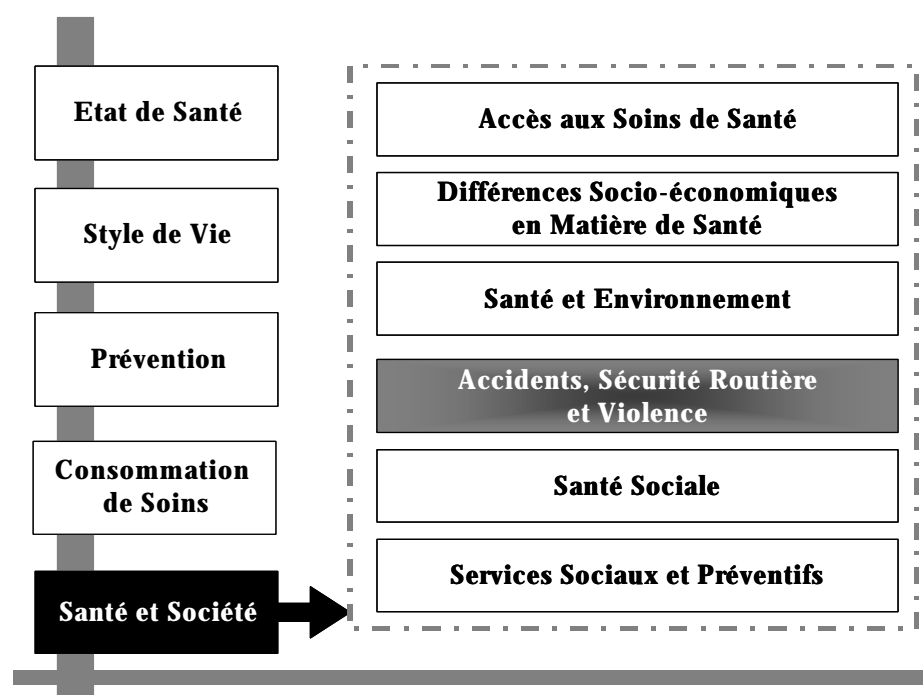 Etat de Santé
Style de Vie
Prévention
Consommation
de Soins
Santé et Société
Accès aux Soins de Santé
Différences Socio-économiques
en Matière de Santé
Santé et Environnement
Accidents, Sécurité Routière
et Violence
Santé Sociale
Services Sociaux et Préventifs